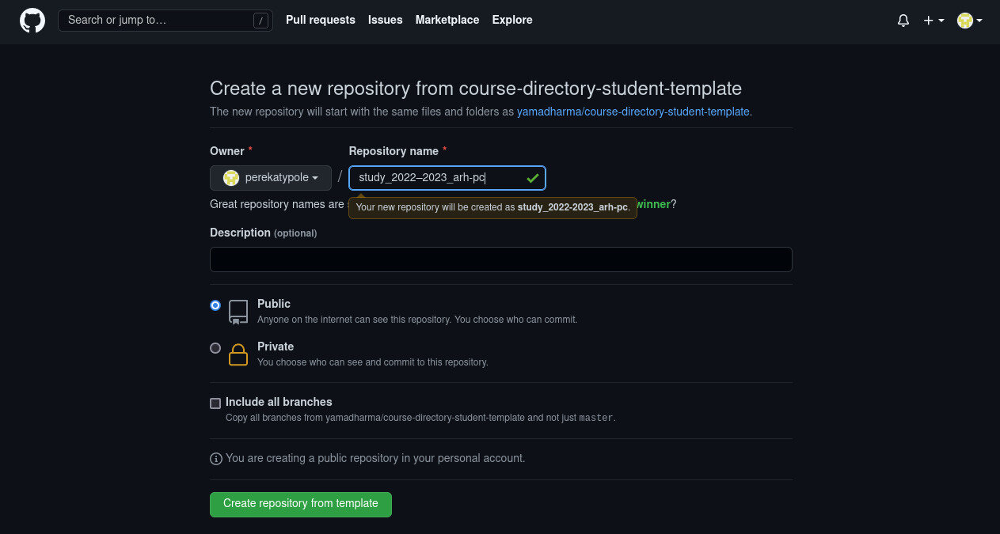 Search or jump to… /
Pull requests Issues Marketplace Explore
Create a new repository from course-directory-student-template
The new repository will start with the same files and folders as yamadharma/course-directory-student-template.
Owner * Repository name *
perekatypole / study_2022–2023_arh-pc
Great repository names are winner?
Your new repository will be created as study_2022-2023_arh-pc.
Description (optional)
Public
Anyone on the internet can see this repository. You choose who can commit.
Private
You choose who can see and commit to this repository.
Include all branches
Copy all branches from yamadharma/course-directory-student-template and not just master.
You are creating a public repository in your personal account.
Create repository from template